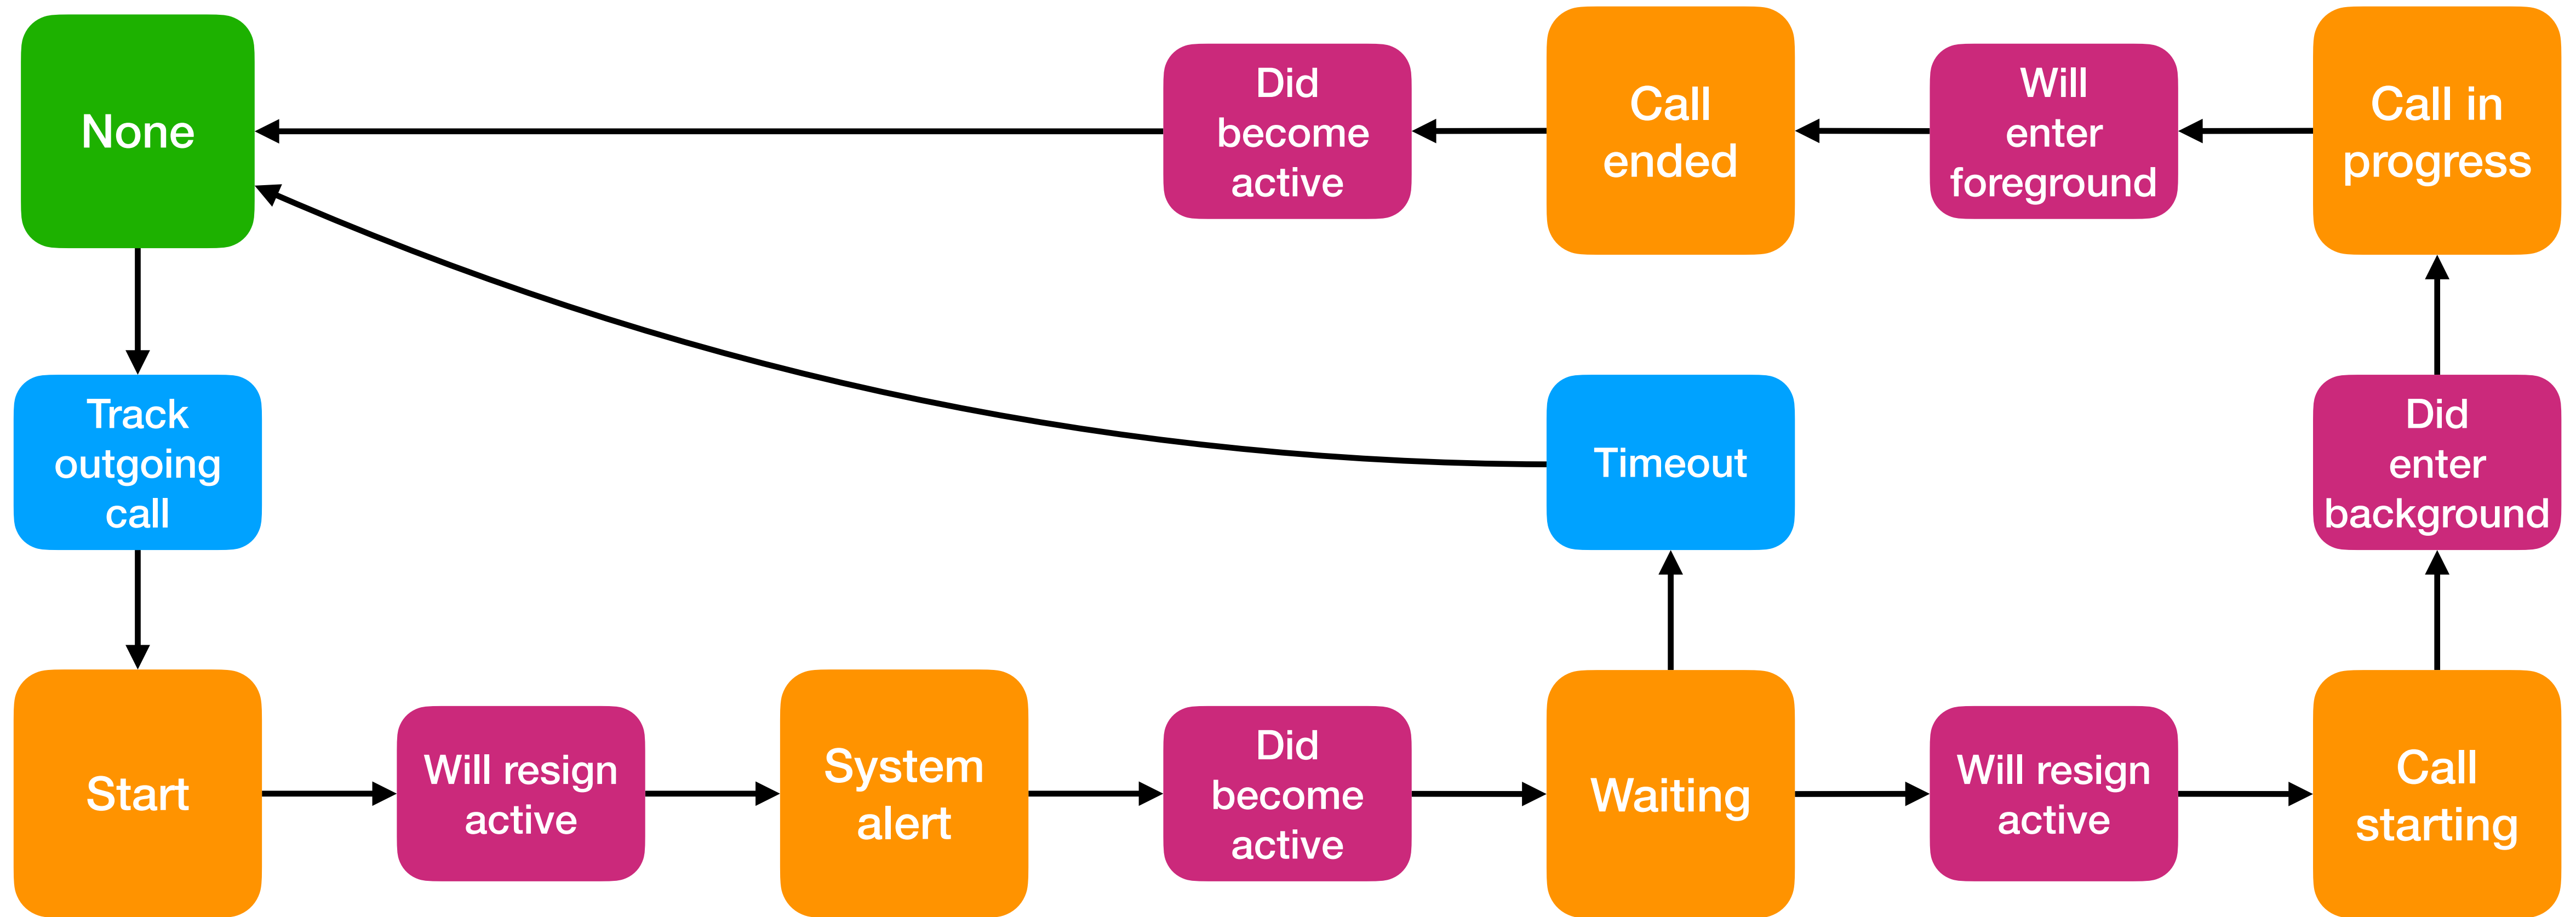 None
Did
become
active
Call
ended
Will
enter
foreground
Call in
progress
Track
outgoing
call
Timeout
Did
enter
background
Start
Will resign
active
System
alert
Did
become
active
Waiting
Will resign
active
Call
starting